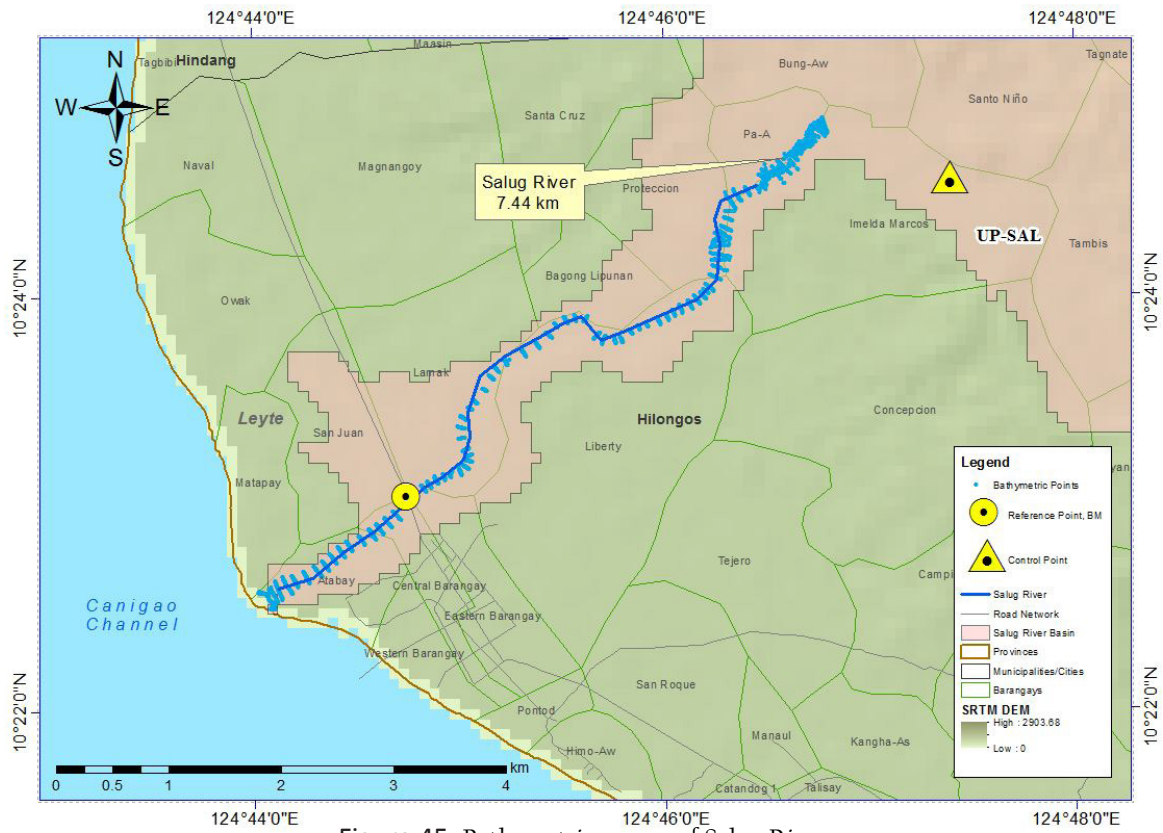 124°44'0"E
124°46'0"E
124°48'0"E
Maasin
Tagbibi
Hindang
Bung-Aw
Tagnate
N
W
E
S
Santo Niño
Santa Cruz
Pa-A
Naval
Magnangoy
Salug River
7.44 km
Proteccion
Imelda Marcos
UP-SAL
Tambis
10°24'0"N
10°24'0"N
Bagong Lipunan
Owak
Lamak
Leyte
Hilongos
Concepcion
San Juan
Liberty
Matapay
Legend
Bathymetric Points
Reference Point, BM
Control Point
Salug River
Road Network
Salug River Basin
Provinces
Municipalities/Cities
Barangays
SRTM DEM
High : 2903.68
Low : 0
Tejero
Atabay
Central Barangay
Canigao
Channel
Eastern Barangay
Western Barangay
San Roque
10°22'0"N
10°22'0"N
Pontod
Manaul
Kangha-As
Himo-Aw
Catandog 1
Talisay
km
0 0.5 1 2 3 4
124°44'0"E
124°46'0"E
124°48'0"E